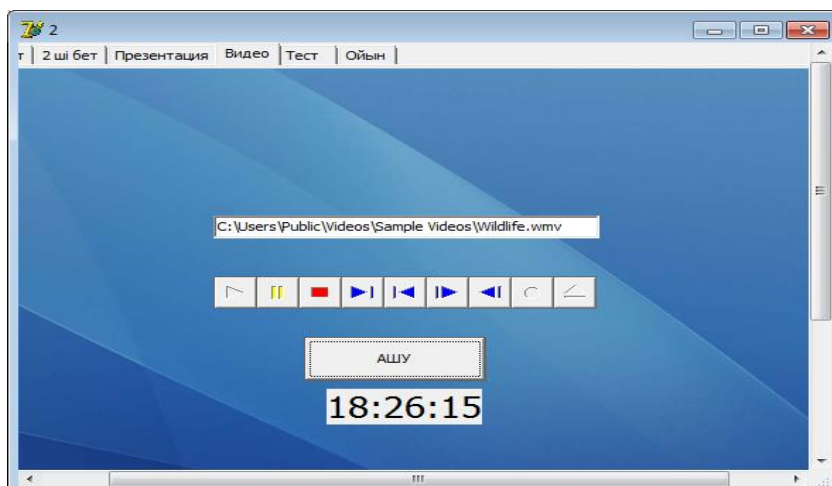 2
т 2 ші бет Презентация Видео Тест Ойын
C:\Users\Public\Videos\Sample Videos\Wildlife.wmv
АШУ
18:26:15